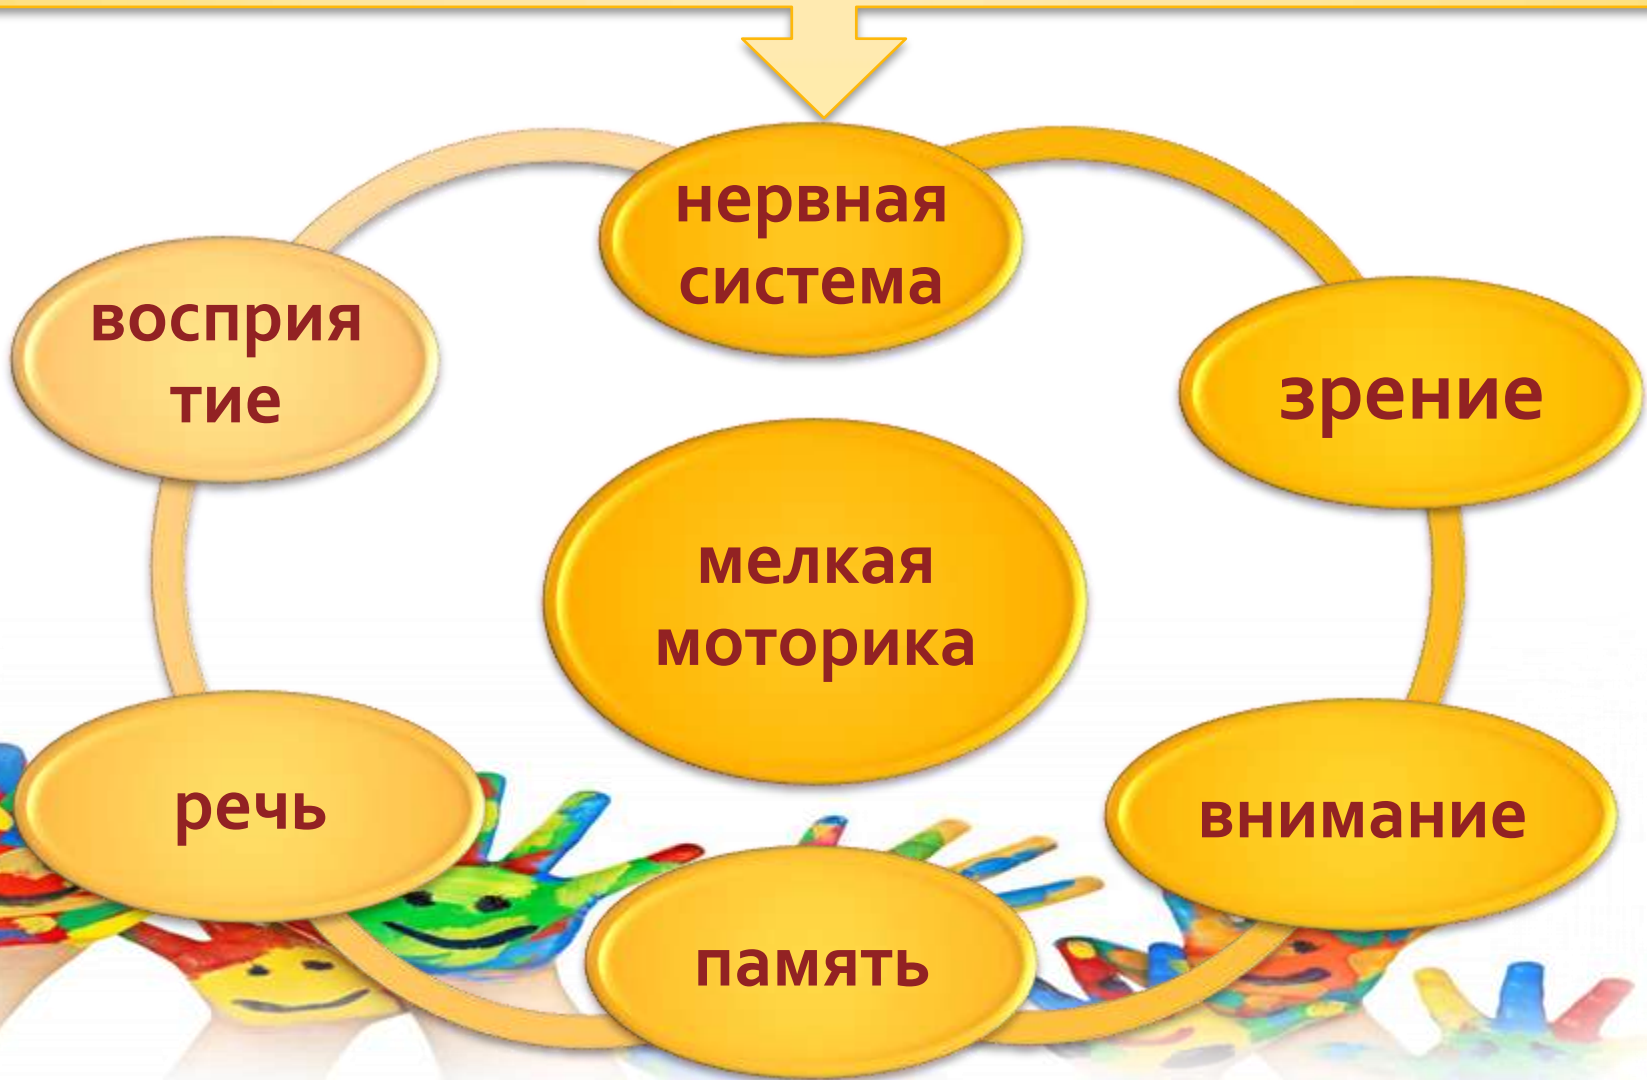 нервная
система
восприя
тие
зрение
мелкая
моторика
речь
внимание
память